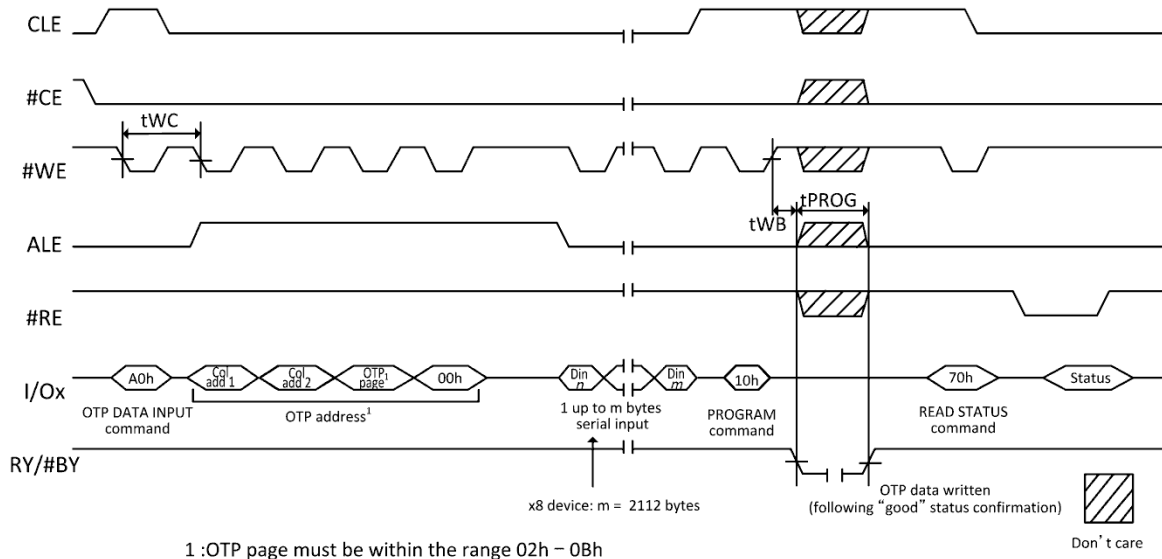 CLE
#CE
tWC
#WE
tPROG
tWB
ALE
#RE
I/Ox
A0h
Col
add 1
Col
add 2
OTP1
page
00h
Din
n
Din
m
10h
70h
Status
OTP DATA INPUT
command
OTP address1
1 up to m bytes
serial input
PROGRAM
command
READ STATUS
command
RY/#BY
x8 device: m = 2112 bytes
OTP data written
(following “good” status confirmation)
Don't care
1 :OTP page must be within the range 02h – 0Bh